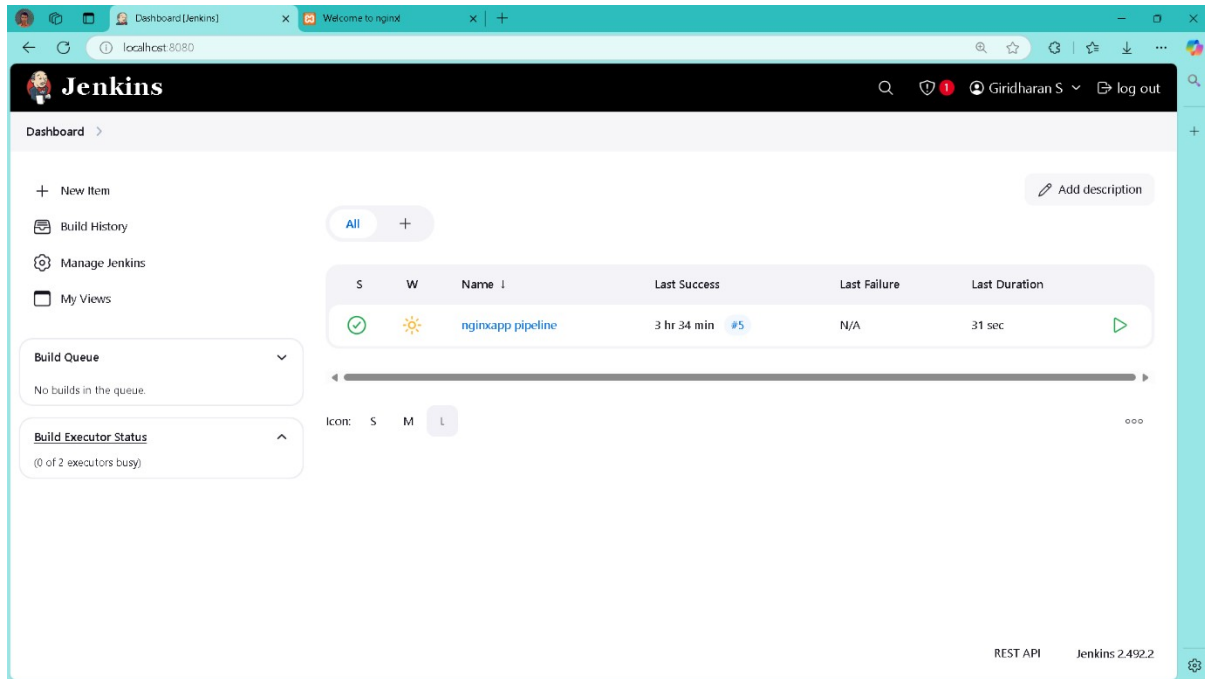 Dashboard [Jenkins]
Welcome to nginx!
localhost:8080
Jenkins
1
Giridharan S
log out
Dashboard
New Item
Build History
Manage Jenkins
My Views
Add description
All
S W Name ↓ Last Success Last Failure Last Duration
nginxapp pipeline 3 hr 34 min #5 N/A 31 sec
Build Queue
No builds in the queue.
Build Executor Status
(0 of 2 executors busy)
Icon: S M L
REST API Jenkins 2.492.2